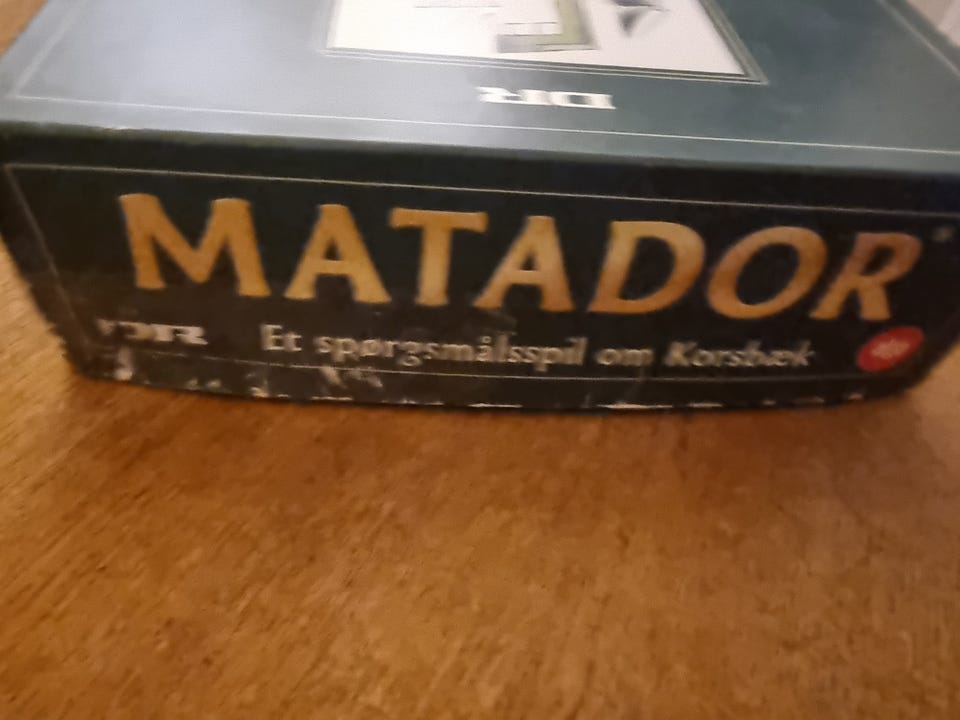 DR
MATADOR
DR Et spørgsmålsspil om Korsbæk